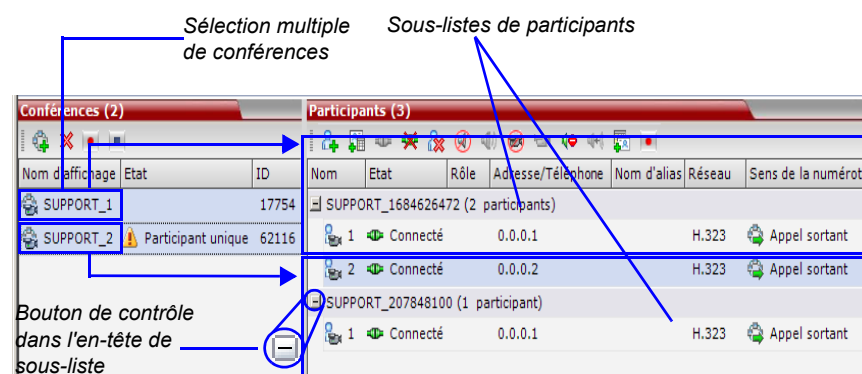 Sélection multiple
de conférences
Sous-listes de participants
Conférences (2)
Participants (3)
Nom d'affichage Etat ID
Nom Etat Rôle Adresse/Téléphone Nom d'alias Réseau Sens de la numérot
SUPPORT_1 17754
SUPPORT_2 Participant unique 62116
SUPPORT_1684626472 (2 participants)
1 Connecté 0.0.0.1 H.323 Appel sortant
2 Connecté 0.0.0.2 H.323 Appel sortant
SUPPORT_207848100 (1 participant)
1 Connecté 0.0.0.1 H.323 Appel sortant
Bouton de contrôle
dans l'en-tête de
sous-liste